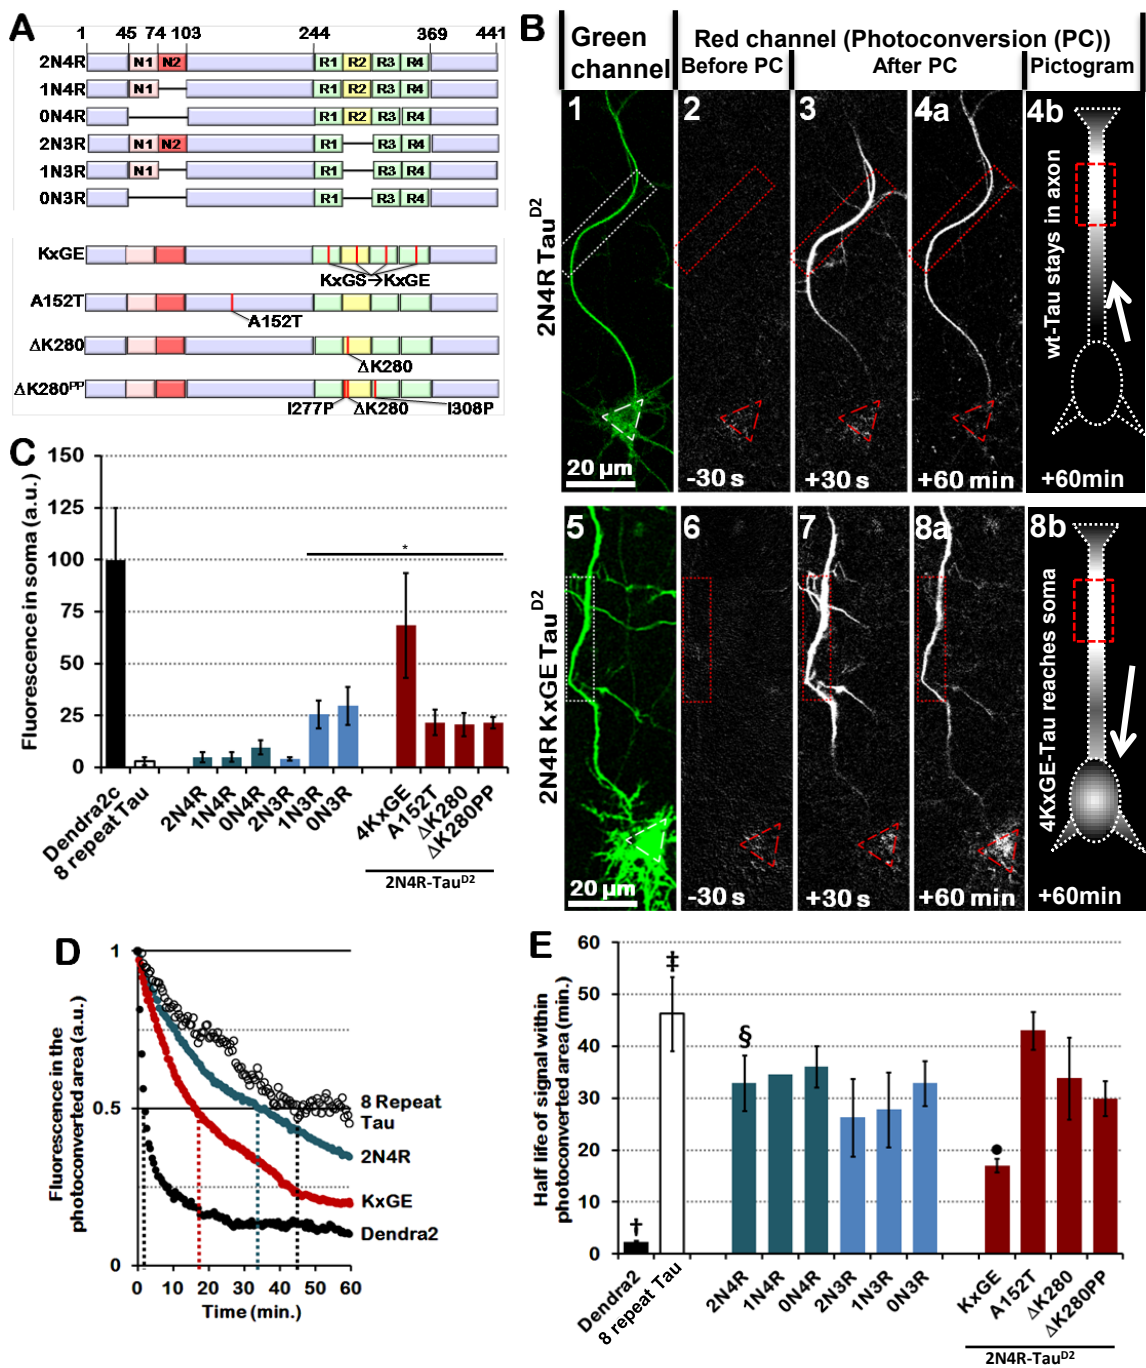 A
1 45 74 103 244 369 441
2N4R N1 N2 R1 R2 R3 R4
1N4R N1 R1 R2 R3 R4
0N4R R1 R2 R3 R4
2N3R N1 N2 R1 R3 R4
1N3R N1 R1 R3 R4
0N3R R1 R3 R4
KxGE
KxGS→KxGE
A152T
A152T
ΔK280
ΔK280
ΔK280PP
I277P ΔK280 I308P
B
Green channel
Red channel (Photoconversion (PC))
Before PC After PC Pictogram
2N4R TauD2
1 2 3 4a 4b
wt-Tau stays in axon
20 µm -30 s +30s +60 min +60min
2N4R KxGE TauD2
5 6 7 8a 8b
4KxGE-Tau reaches soma
20 µm -30 s +30s +60 min +60min
C
Fluorescence in soma (a.u.)
150
125
100
75
50
25
0
*
Dendra2c
8 repeat Tau
2N4R
1N4R
0N4R
2N3R
1N3R
0N3R
4KxGE
A152T
ΔK280
ΔK280PP
2N4R-TauD2
D
Fluorescence in the
photoconverted area (a.u.)
1
0.5
0
8 Repeat
Tau
2N4R
KxGE
Dendra2
0 10 20 30 40 50 60
Time (min.)
E
Half life of signal within
photoconverted area (min.)
60
50
40
30
20
10
0
†
‡
§
●
Dendra2
8 repeat Tau
2N4R
1N4R
0N4R
2N3R
1N3R
0N3R
KxGE
A152T
ΔK280
ΔK280PP
2N4R-TauD2